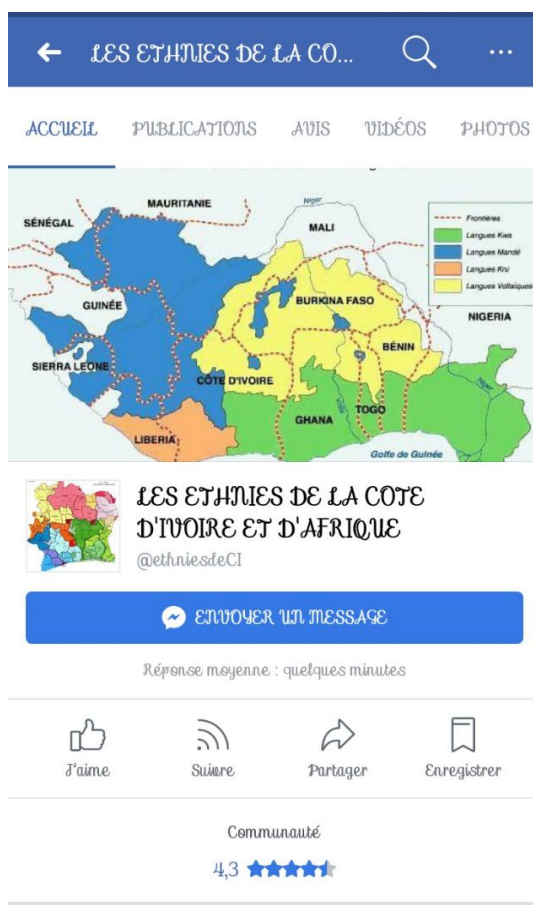 LES ETHNIES DE LA CO...
ACCUEIL PUBLICATIONS AVIS VIDÉOS PHOTOS
MAURITANIE
Niger
SÉNÉGAL
MALI
Frontières
Langues Kwa
Langues Mandé
Langues Kru
Langues Voltaïques
GUINÉE
BURKINA FASO
NIGERIA
BÉNIN
SIERRA LEONE
CÔTE D'IVOIRE
Niger
TOGO
GHANA
Volta
LIBERIA
Golfe de Guinée
LES ETHNIES DE LA COTE
D'IVOIRE ET D'AFRIQUE
@ethniesdeCI
ENVOYER UN MESSAGE
Réponse moyenne : quelques minutes
J'aime Suivre Partager Enregistrer
Communauté
4,3